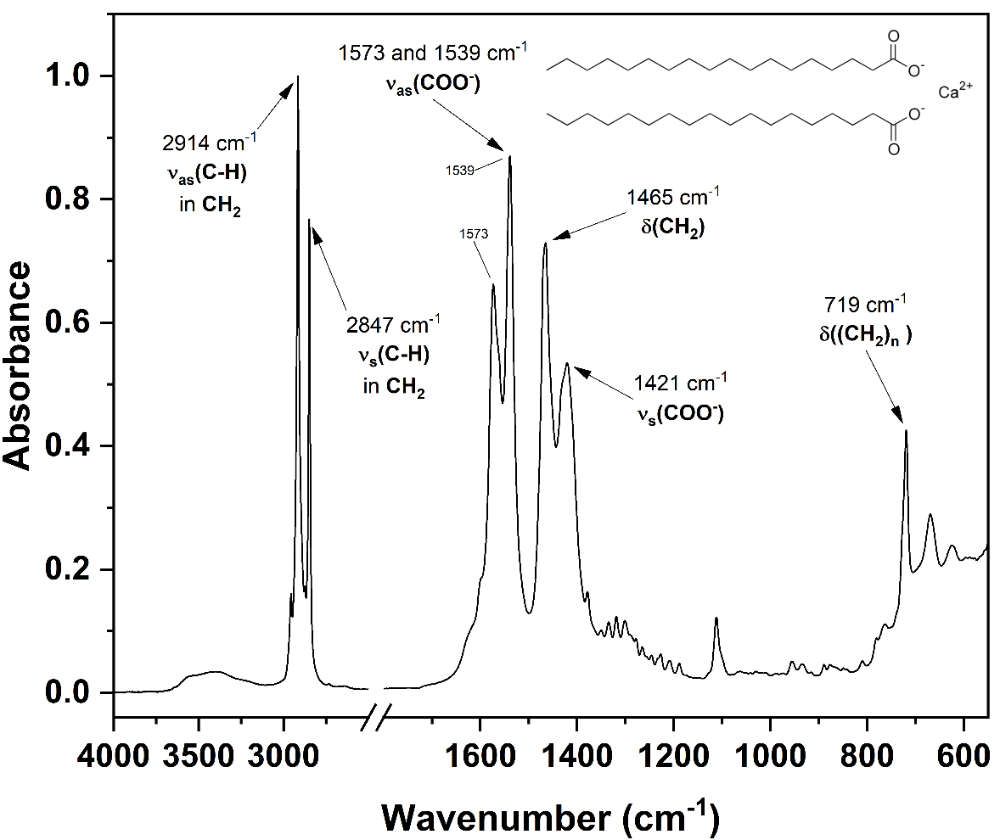 1573 and 1539 cm⁻¹
νas(COO⁻)
O
O⁻
Ca²⁺
O⁻
O
2914 cm⁻¹
νas(C-H)
in CH₂
1539
1573
1465 cm⁻¹
δ(CH₂)
2847 cm⁻¹
νs(C-H)
in CH₂
719 cm⁻¹
δ((CH₂)n )
1421 cm⁻¹
νs(COO⁻)
Absorbance
1.0
0.8
0.6
0.4
0.2
0.0
4000 3500 3000 1600 1400 1200 1000 800 600
Wavenumber (cm⁻¹)